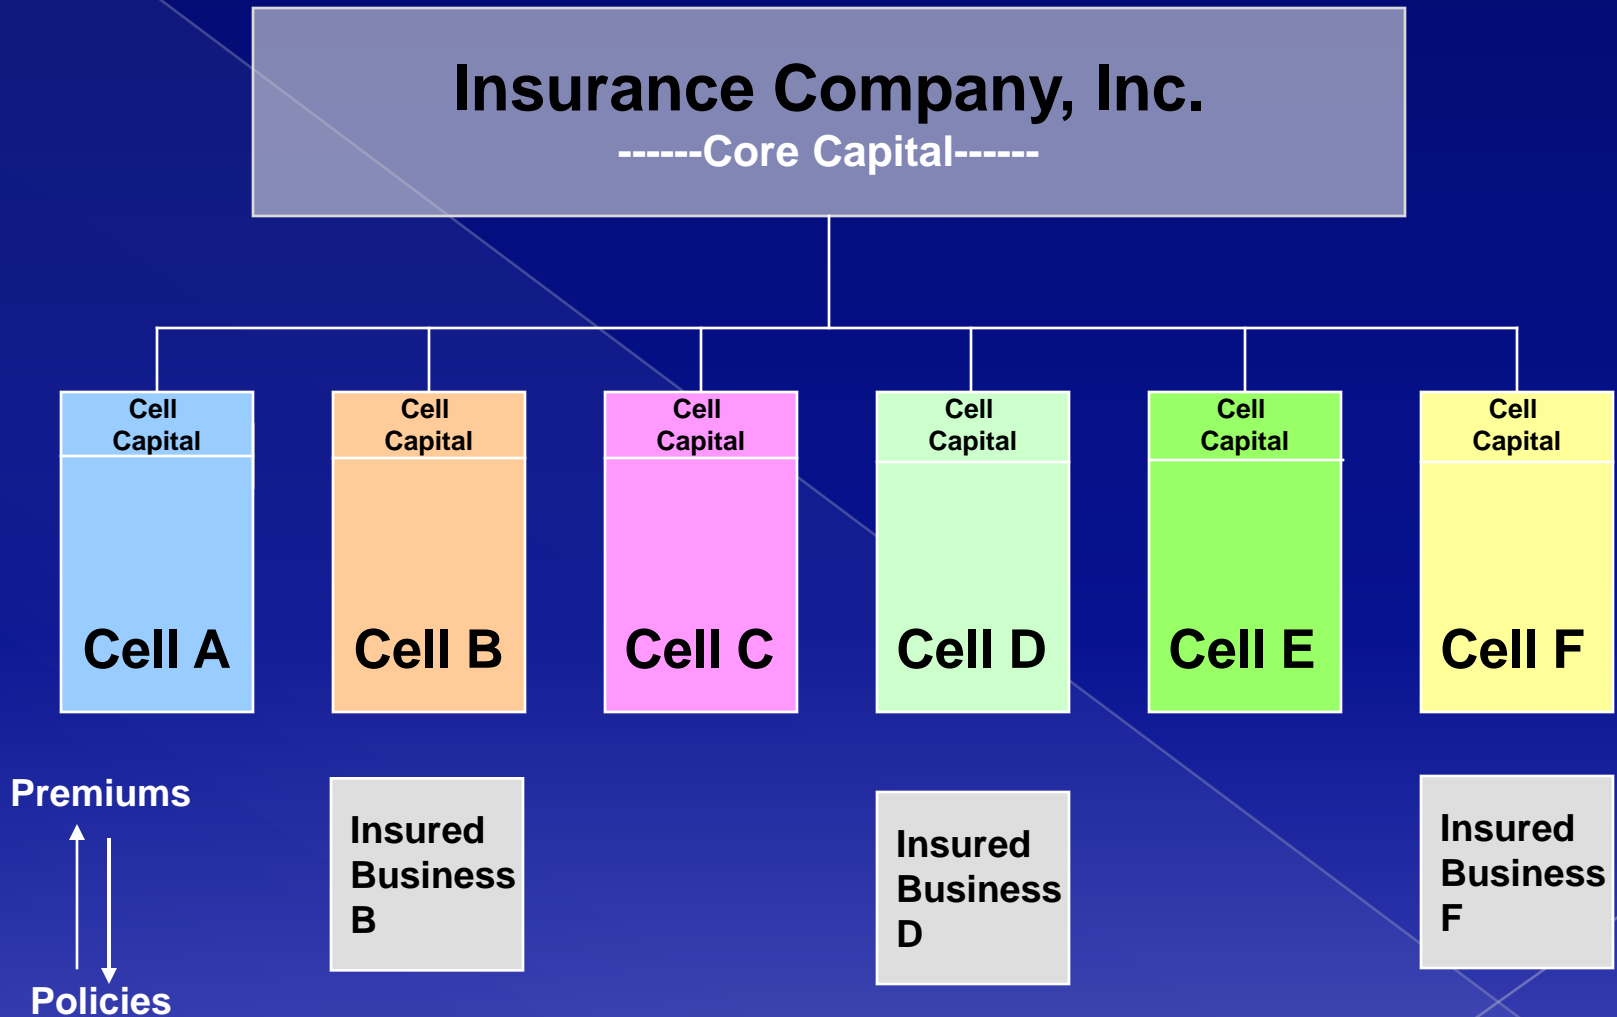 Insurance Company, Inc.
------Core Capital------
Cell
Capital
Cell A
Cell
Capital
Cell B
Cell
Capital
Cell C
Cell
Capital
Cell D
Cell
Capital
Cell E
Cell
Capital
Cell F
Premiums
Policies
Insured
Business
B
Insured
Business
D
Insured
Business
F